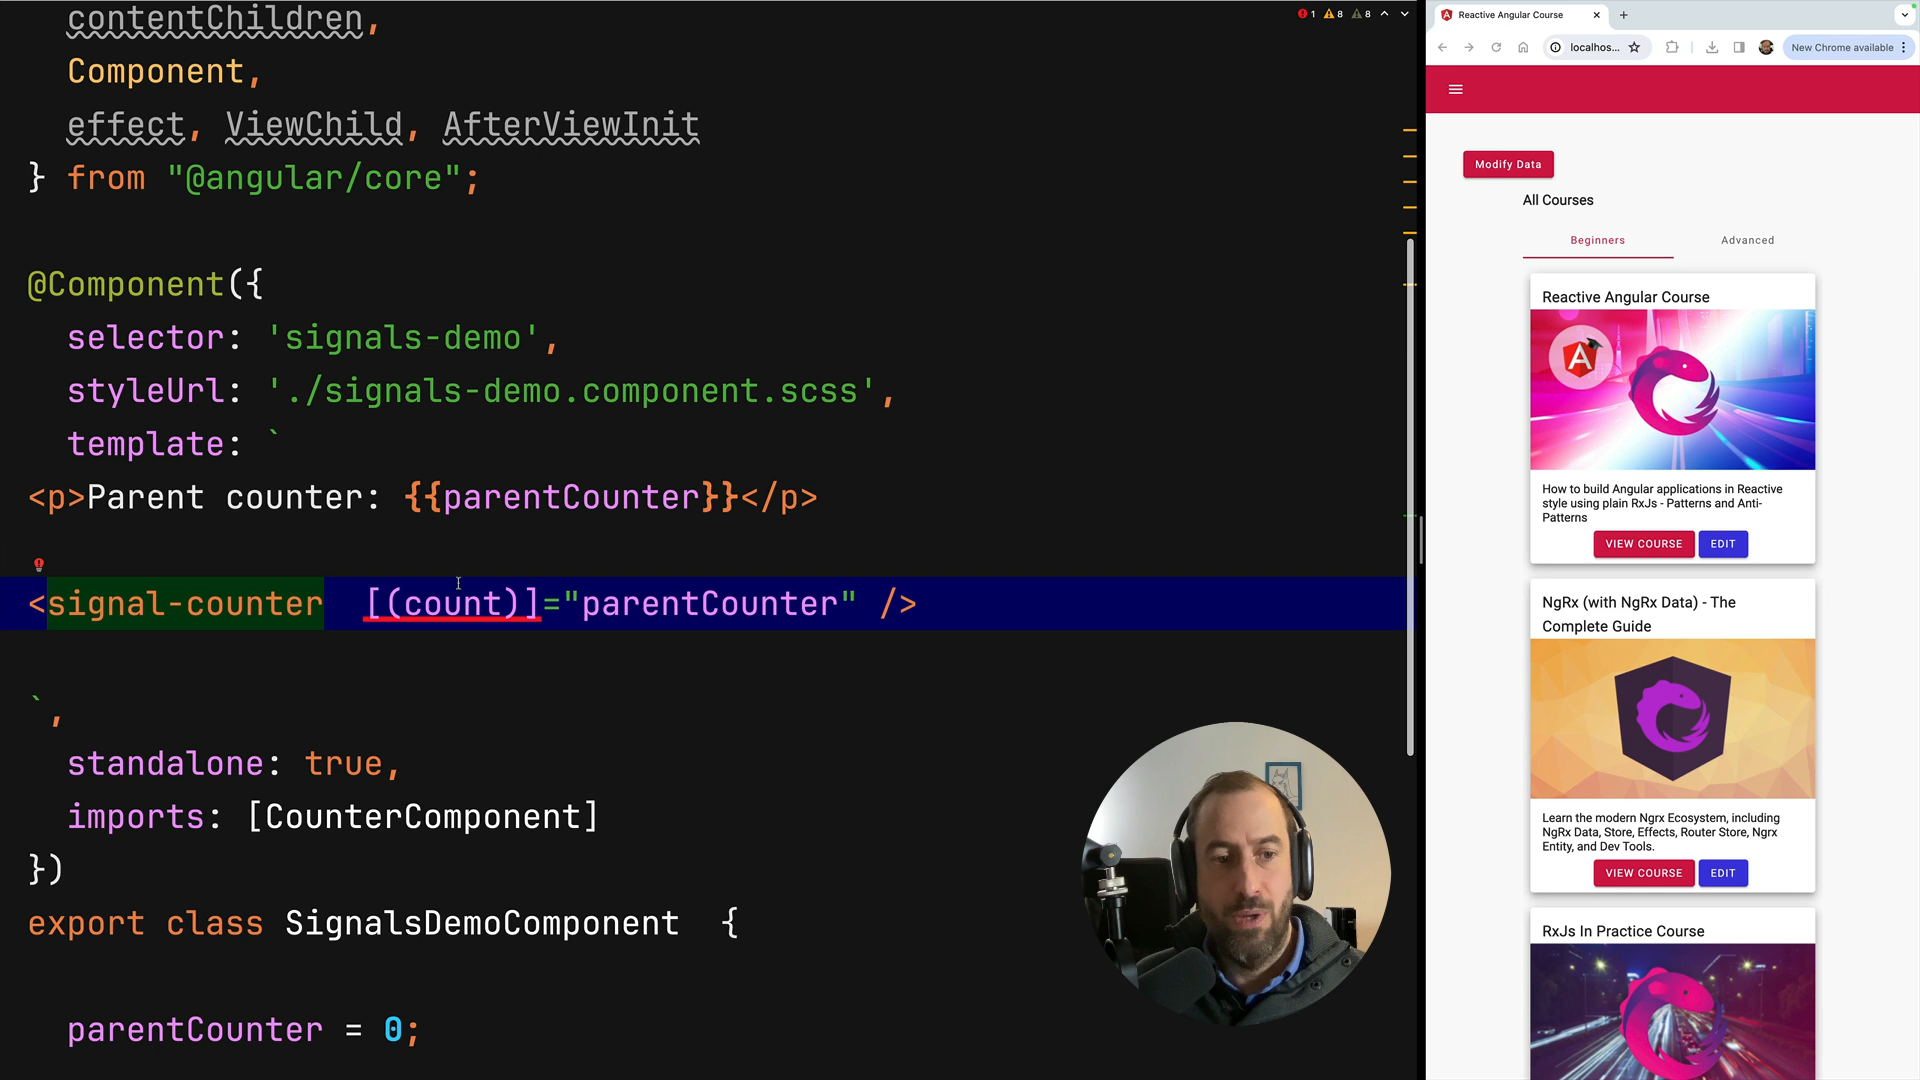 contentChildren,
Component,
effect, ViewChild, AfterViewInit
} from "@angular/core";
@Component({
selector: 'signals-demo',
styleUrl: './signals-demo.component.scss',
template: `
<p>Parent counter: {{parentCounter}}</p>
<signal-counter [(count)]="parentCounter" />
`,
standalone: true,
imports: [CounterComponent]
})
export class SignalsDemoComponent {
parentCounter = 0;
1 8 8
Reactive Angular Course
localhos...
New Chrome available
Modify Data
All Courses
Beginners Advanced
Reactive Angular Course
How to build Angular applications in Reactive
style using plain RxJs - Patterns and Anti-
Patterns
VIEW COURSE EDIT
NgRx (with NgRx Data) - The
Complete Guide
Learn the modern Ngrx Ecosystem, including
NgRx Data, Store, Effects, Router Store, Ngrx
Entity, and Dev Tools.
VIEW COURSE EDIT
RxJs In Practice Course